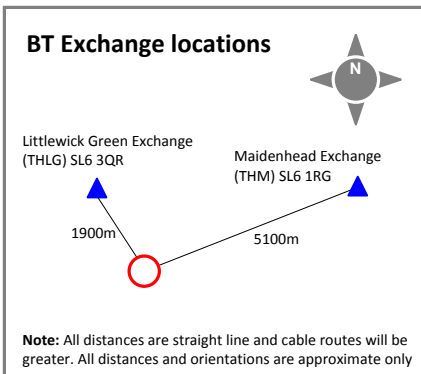 BT Exchange locations
N
Littlewick Green Exchange
(THLG) SL6 3QR
Maidenhead Exchange
(THM) SL6 1RG
1900m
5100m
Note: All distances are straight line and cable routes will be
greater. All distances and orientations are approximate only